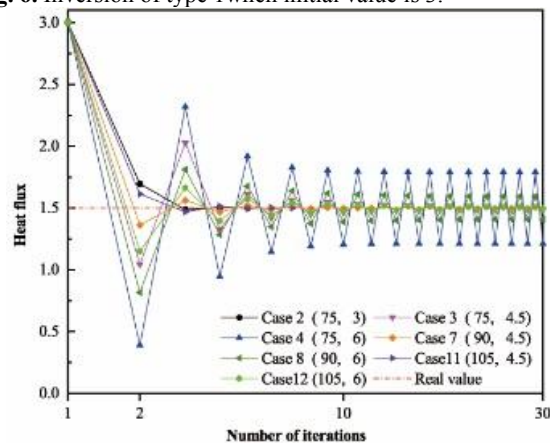 g. 6. Inversion of type 1 when initial value is 3.
3.0
2.5
2.0
1.5
1.0
0.5
0.0
Heat flux
Case 2 ( 75, 3) Case 3 ( 75, 4.5)
Case 4 ( 75, 6) Case 7 ( 90, 4.5)
Case 8 ( 90, 6) Case11 (105, 4.5)
Case12 (105, 6) Real value
1 2 10 30
Number of iterations